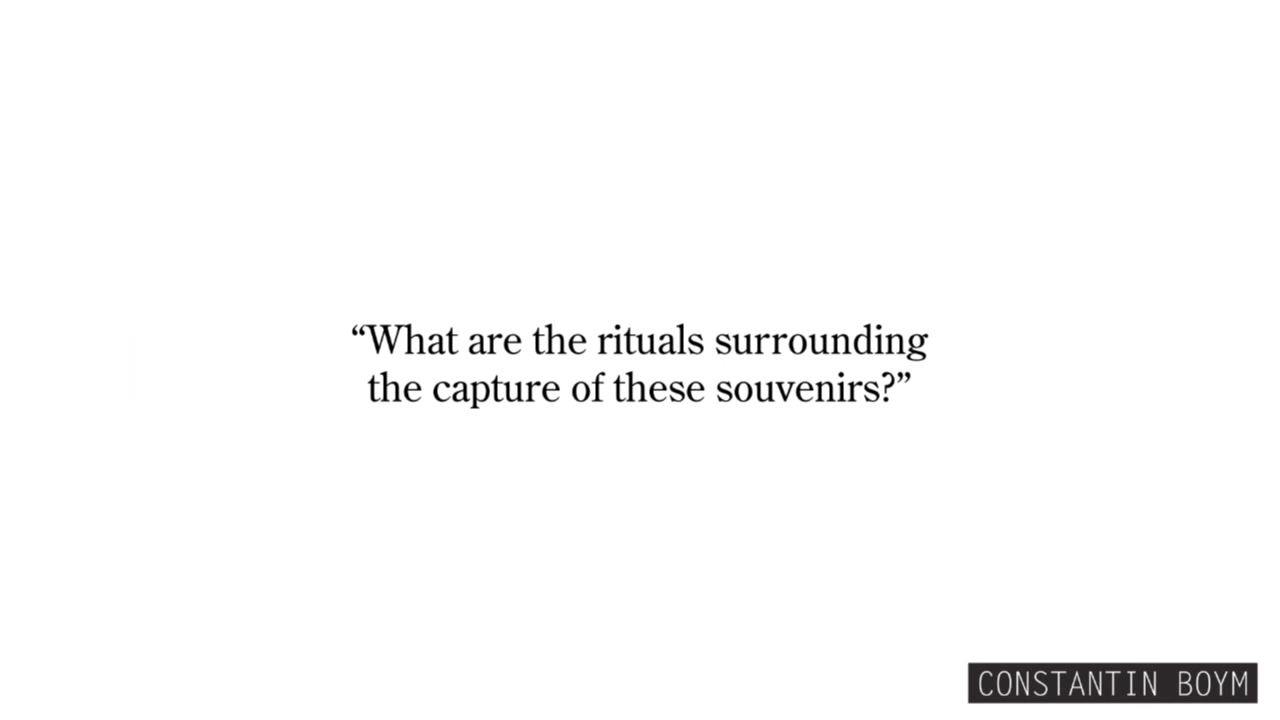 “What are the rituals surrounding
the capture of these souvenirs?”
CONSTANTIN BOYM